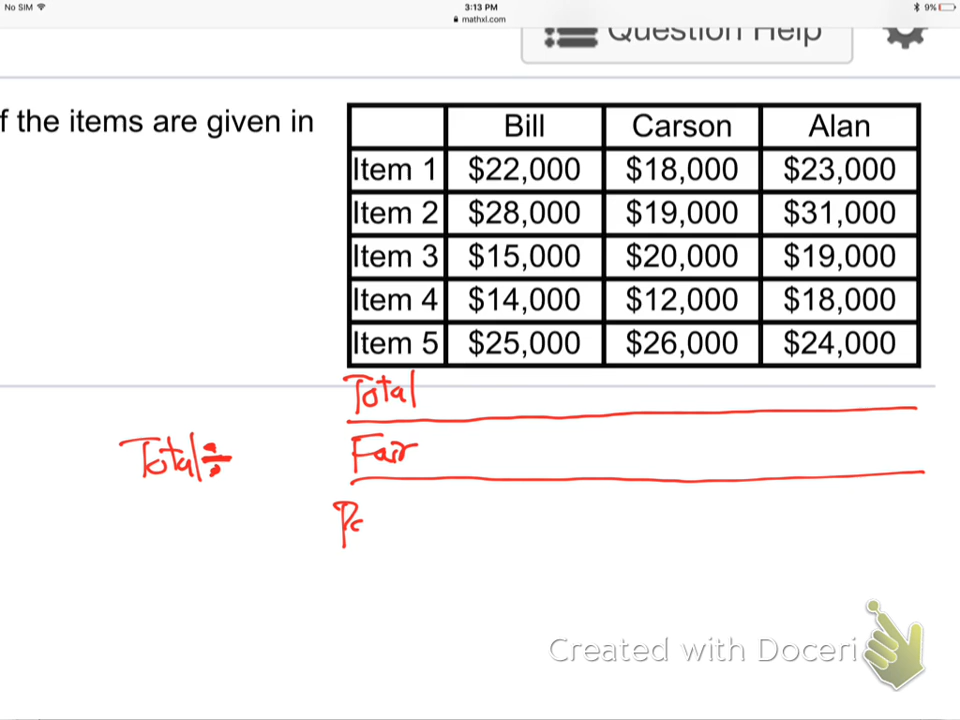 No SIM 3:13 PM 9%
mathxl.com
Question Help
f the items are given in
Bill Carson Alan
Item 1 $22,000 $18,000 $23,000
Item 2 $28,000 $19,000 $31,000
Item 3 $15,000 $20,000 $19,000
Item 4 $14,000 $12,000 $18,000
Item 5 $25,000 $26,000 $24,000
Total
Total ÷
Fair
Created with Doceri